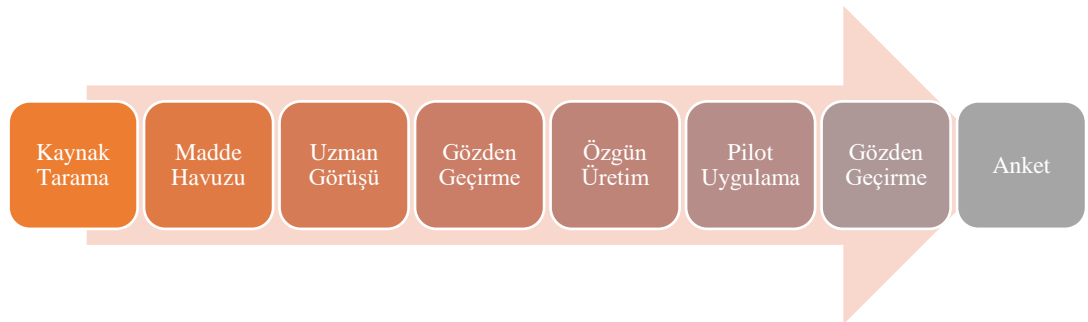 Kaynak
Tarama
Madde
Havuzu
Uzman
Görüşü
Gözden
Geçirme
Özgün
Üretim
Pilot
Uygulama
Gözden
Geçirme
Anket